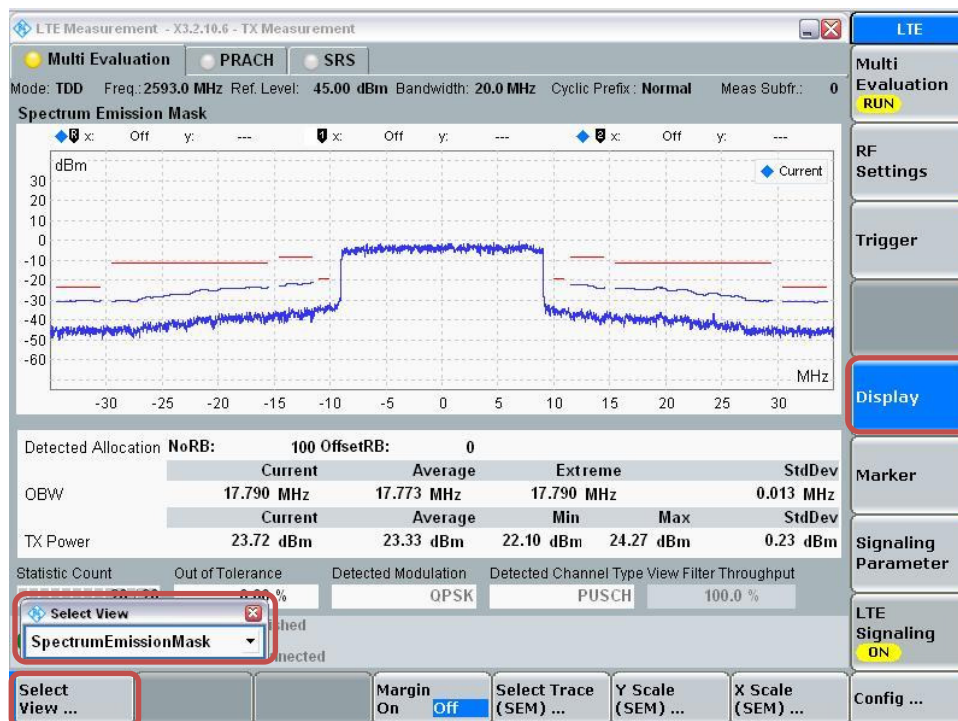 LTE Measurement - X3.2.10.6 - TX Measurement
LTE
Multi Evaluation PRACH SRS
Mode: TDD Freq.: 2593.0 MHz Ref. Level: 45.00 dBm Bandwidth: 20.0 MHz Cyclic Prefix: Normal Meas Subfr.: 0
Spectrum Emission Mask
R x: Off y: --- 1 x: Off y: --- 2 x: Off y: ---
dBm
Current
30
20
10
0
-10
-20
-30
-40
-50
-60
MHz
-30 -25 -20 -15 -10 -5 0 5 10 15 20 25 30
Detected Allocation NoRB: 100 OffsetRB: 0
Current Average Extreme StdDev
OBW 17.790 MHz 17.773 MHz 17.790 MHz 0.013 MHz
Current Average Min Max StdDev
TX Power 23.72 dBm 23.33 dBm 22.10 dBm 24.27 dBm 0.23 dBm
Statistic Count Out of Tolerance Detected Modulation Detected Channel Type View Filter Throughput
% QPSK PUSCH 100.0 %
Select View
SpectrumEmissionMask
Select View ...
Margin On Off
Select Trace (SEM) ...
Y Scale (SEM) ...
X Scale (SEM) ...
Multi
Evaluation
RUN
RF
Settings
Trigger
Display
Marker
Signaling
Parameter
LTE
Signaling
ON
Config ...